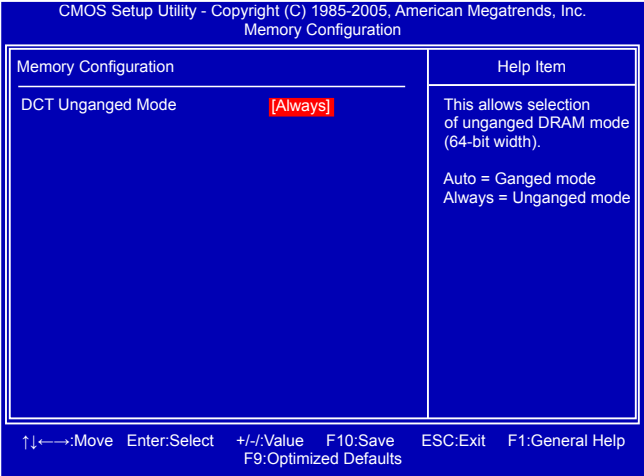 CMOS Setup Utility - Copyright (C) 1985-2005, American Megatrends, Inc.
Memory Configuration
Memory Configuration
Help Item
DCT Unganged Mode [Always]
This allows selection
of unganged DRAM mode
(64-bit width).
Auto = Ganged mode
Always = Unganged mode
↑↓←→:Move Enter:Select +/-/:Value F10:Save ESC:Exit F1:General Help
F9:Optimized Defaults